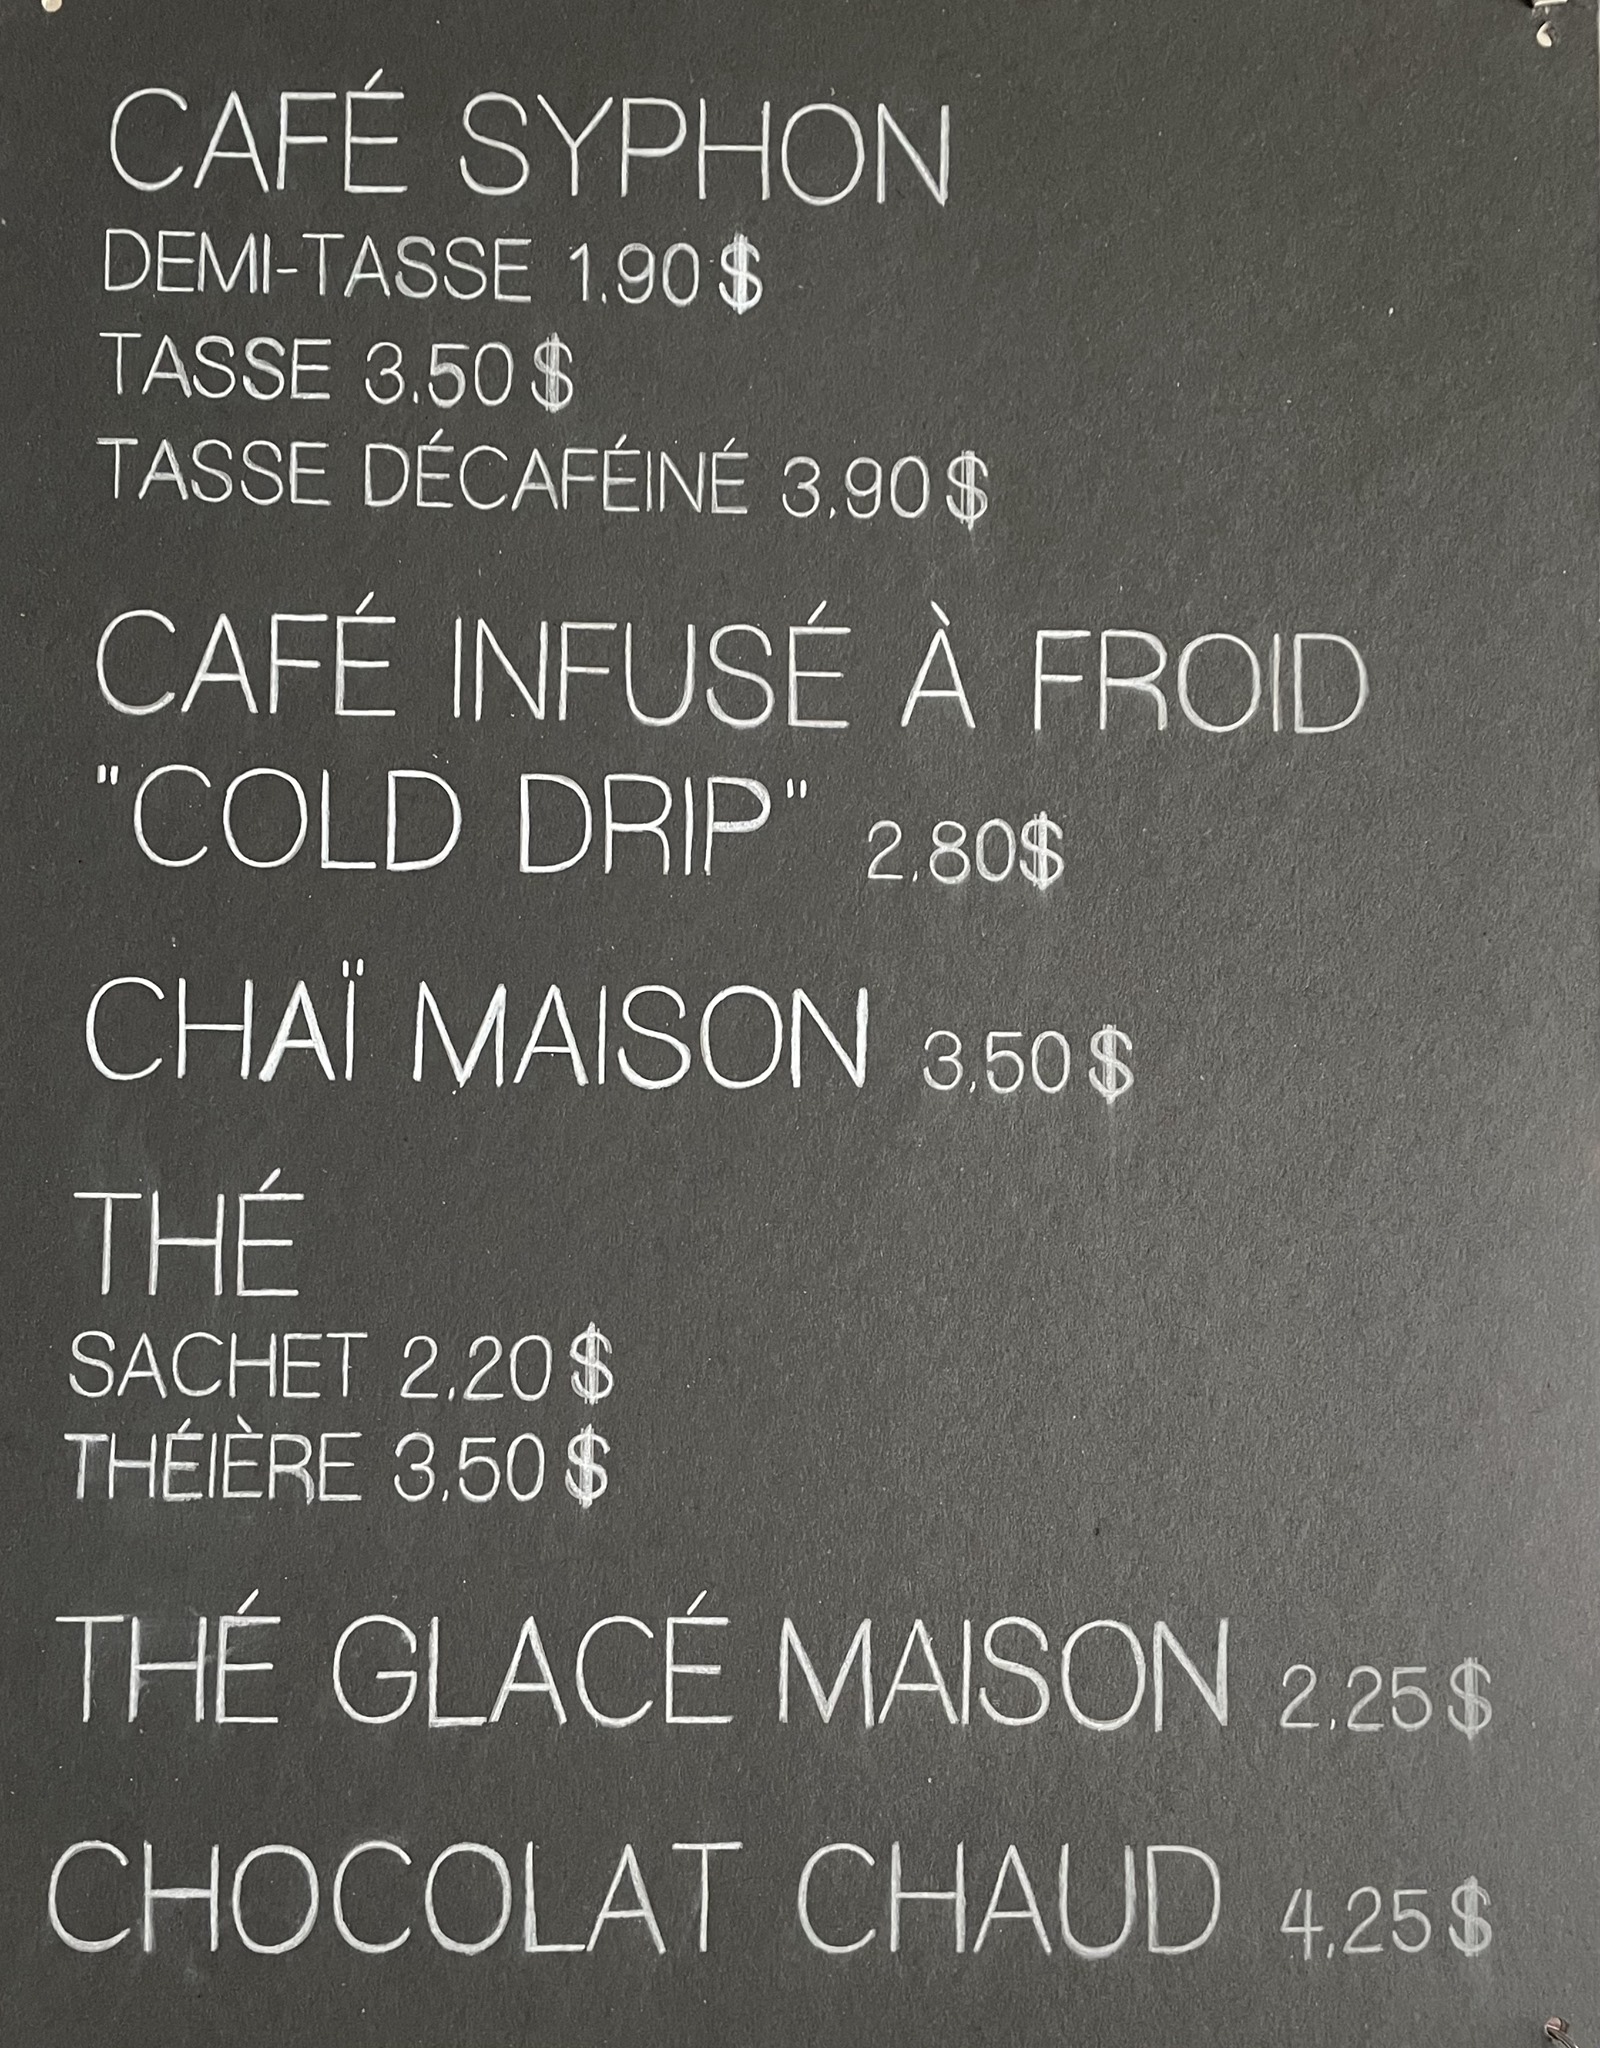 CAFÉ SYPHON
DEMI-TASSE 1.90$
TASSE 3.50$
TASSE DÉCAFÉINÉ 3.90$
CAFÉ INFUSÉ À FROID
"COLD DRIP" 2.80$
CHAÏ MAISON 3.50$
THÉ
SACHET 2.20$
THÉIÈRE 3.50$
THÉ GLACÉ MAISON 2.25$
CHOCOLAT CHAUD 4.25$